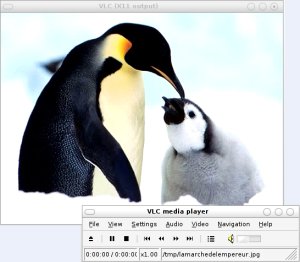 VLC (X11 output)
VLC media player
File View Settings Audio Video Navigation Help
0:00:00 / 0:00:00 x1.00 /tmp/lamarchedelempereur.jpg